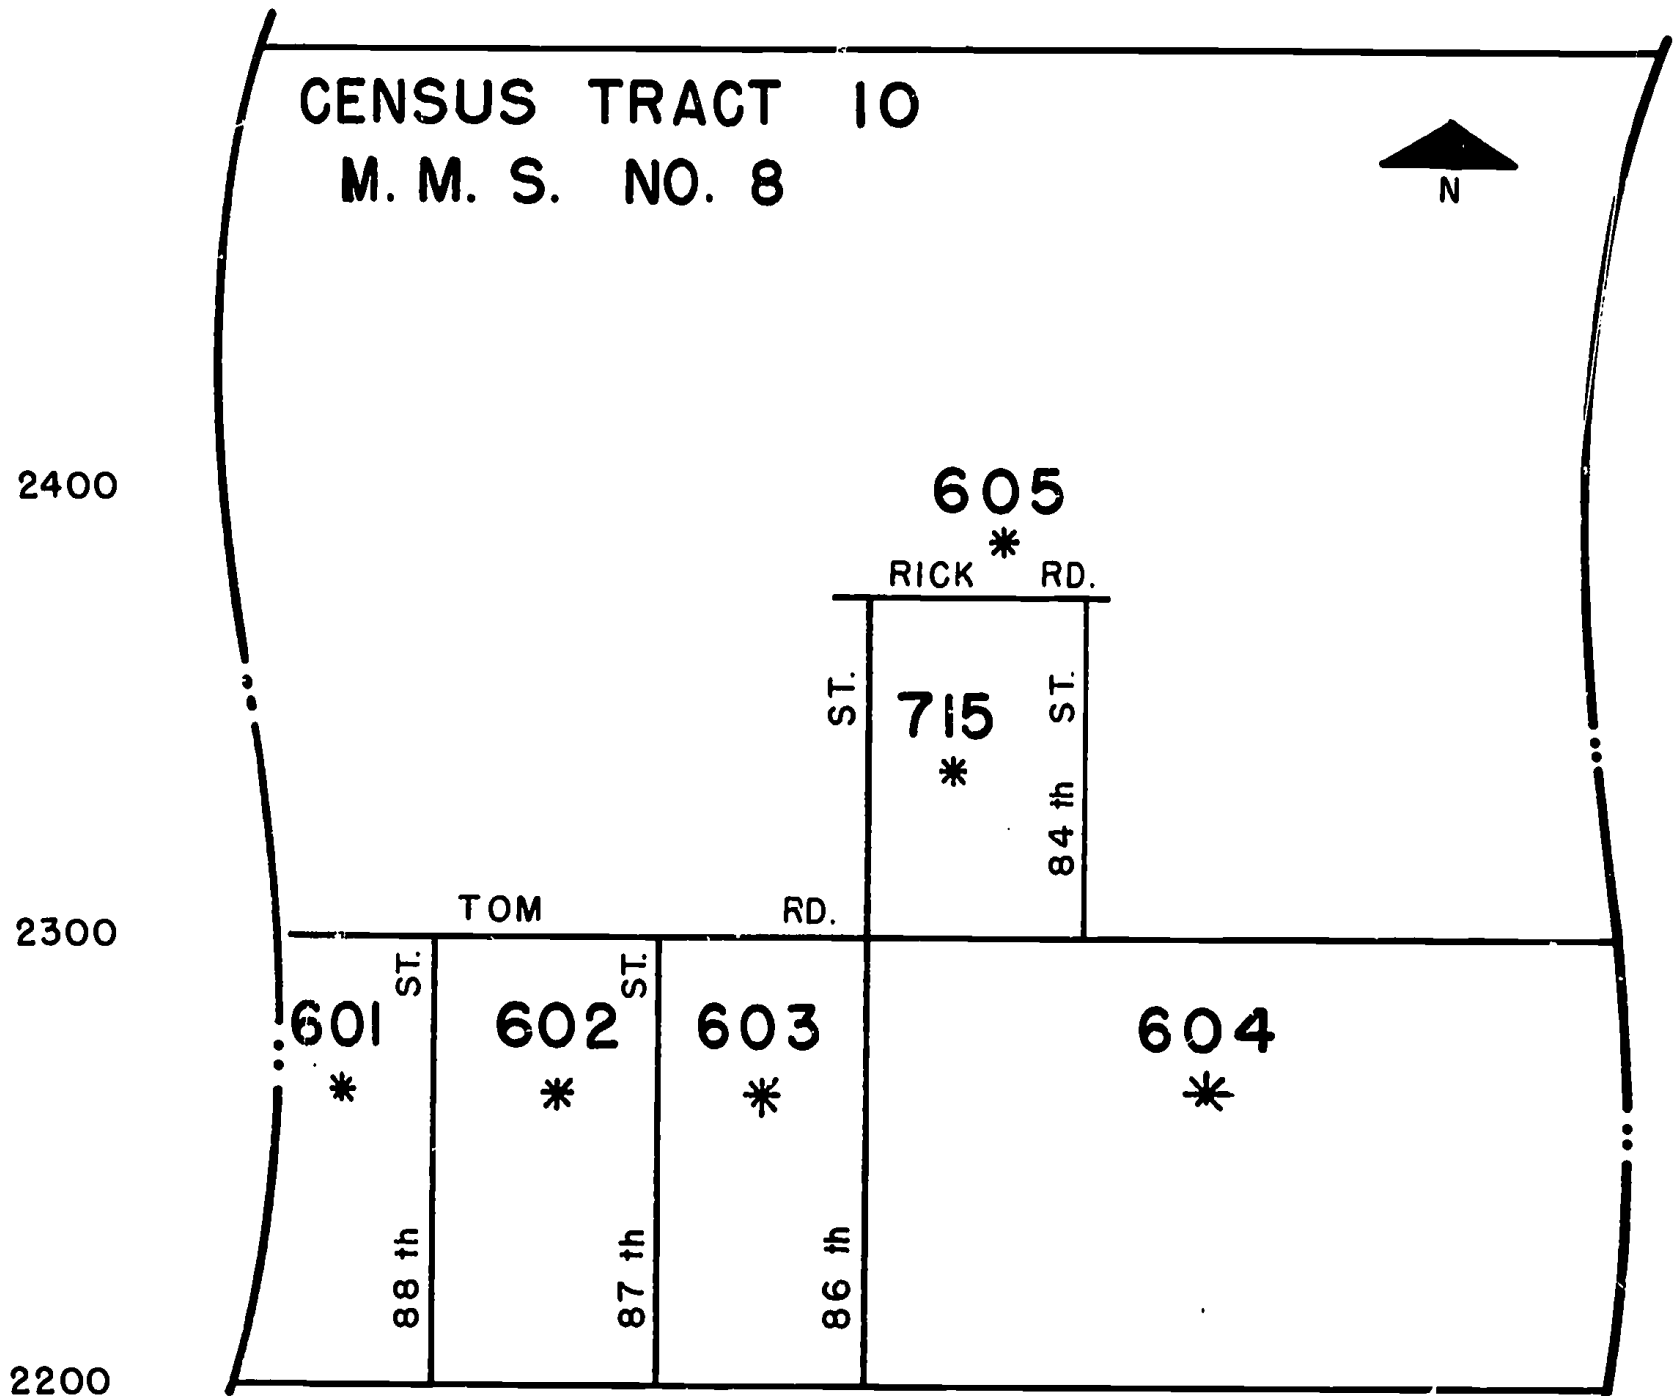 CENSUS TRACT 10
M. M. S. NO. 8
N
2400
605
*
RICK RD.
ST.
715
*
84 th ST.
2300
TOM RD.
ST.
ST.
601
*
602
*
603
*
604
*
88 th
87 th
86 th
2200